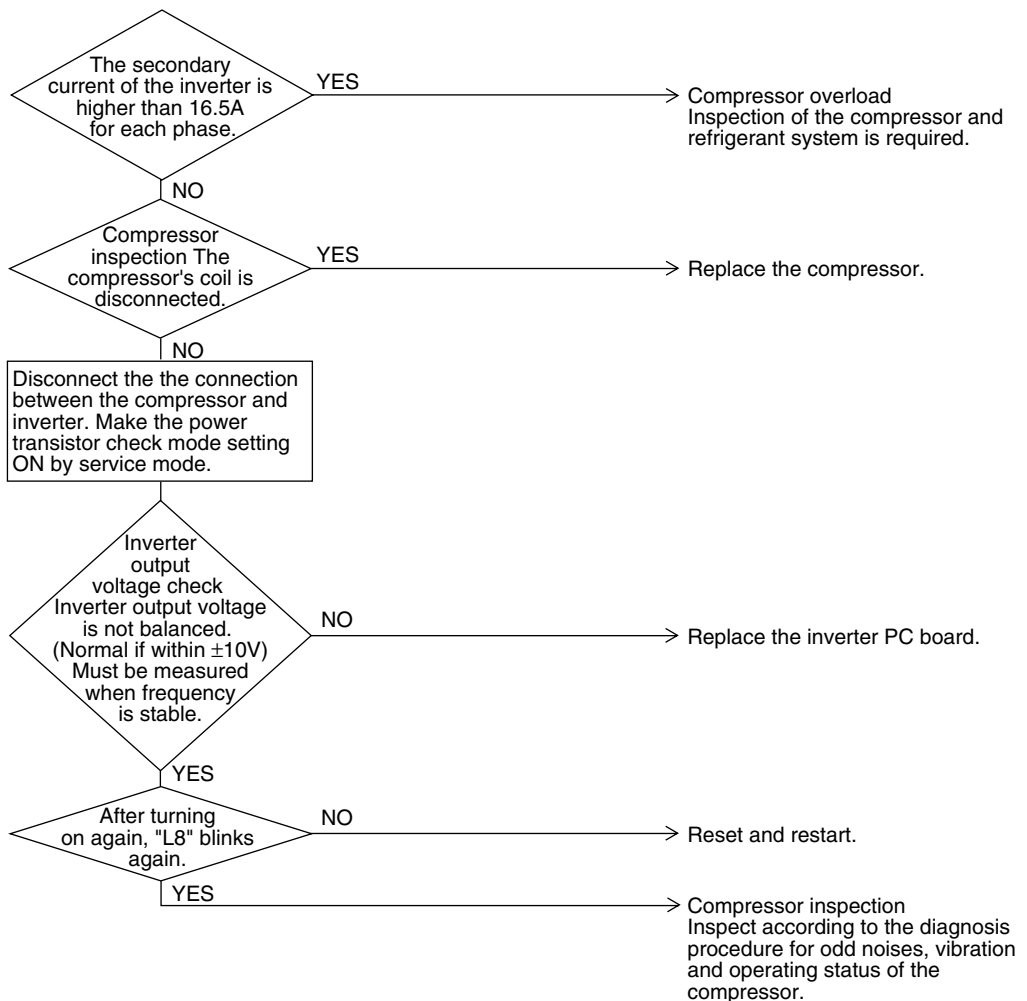 The secondary
current of the inverter is
higher than 16.5A
for each phase.
YES
Compressor overload
Inspection of the compressor and
refrigerant system is required.
NO
Compressor
inspection The
compressor's coil is
disconnected.
YES
Replace the compressor.
NO
Disconnect the the connection
between the compressor and
inverter. Make the power
transistor check mode setting
ON by service mode.
Inverter
output
voltage check
Inverter output voltage
is not balanced.
(Normal if within ±10V)
Must be measured
when frequency
is stable.
NO
Replace the inverter PC board.
YES
After turning
on again, "L8" blinks
again.
NO
Reset and restart.
YES
Compressor inspection
Inspect according to the diagnosis
procedure for odd noises, vibration
and operating status of the
compressor.